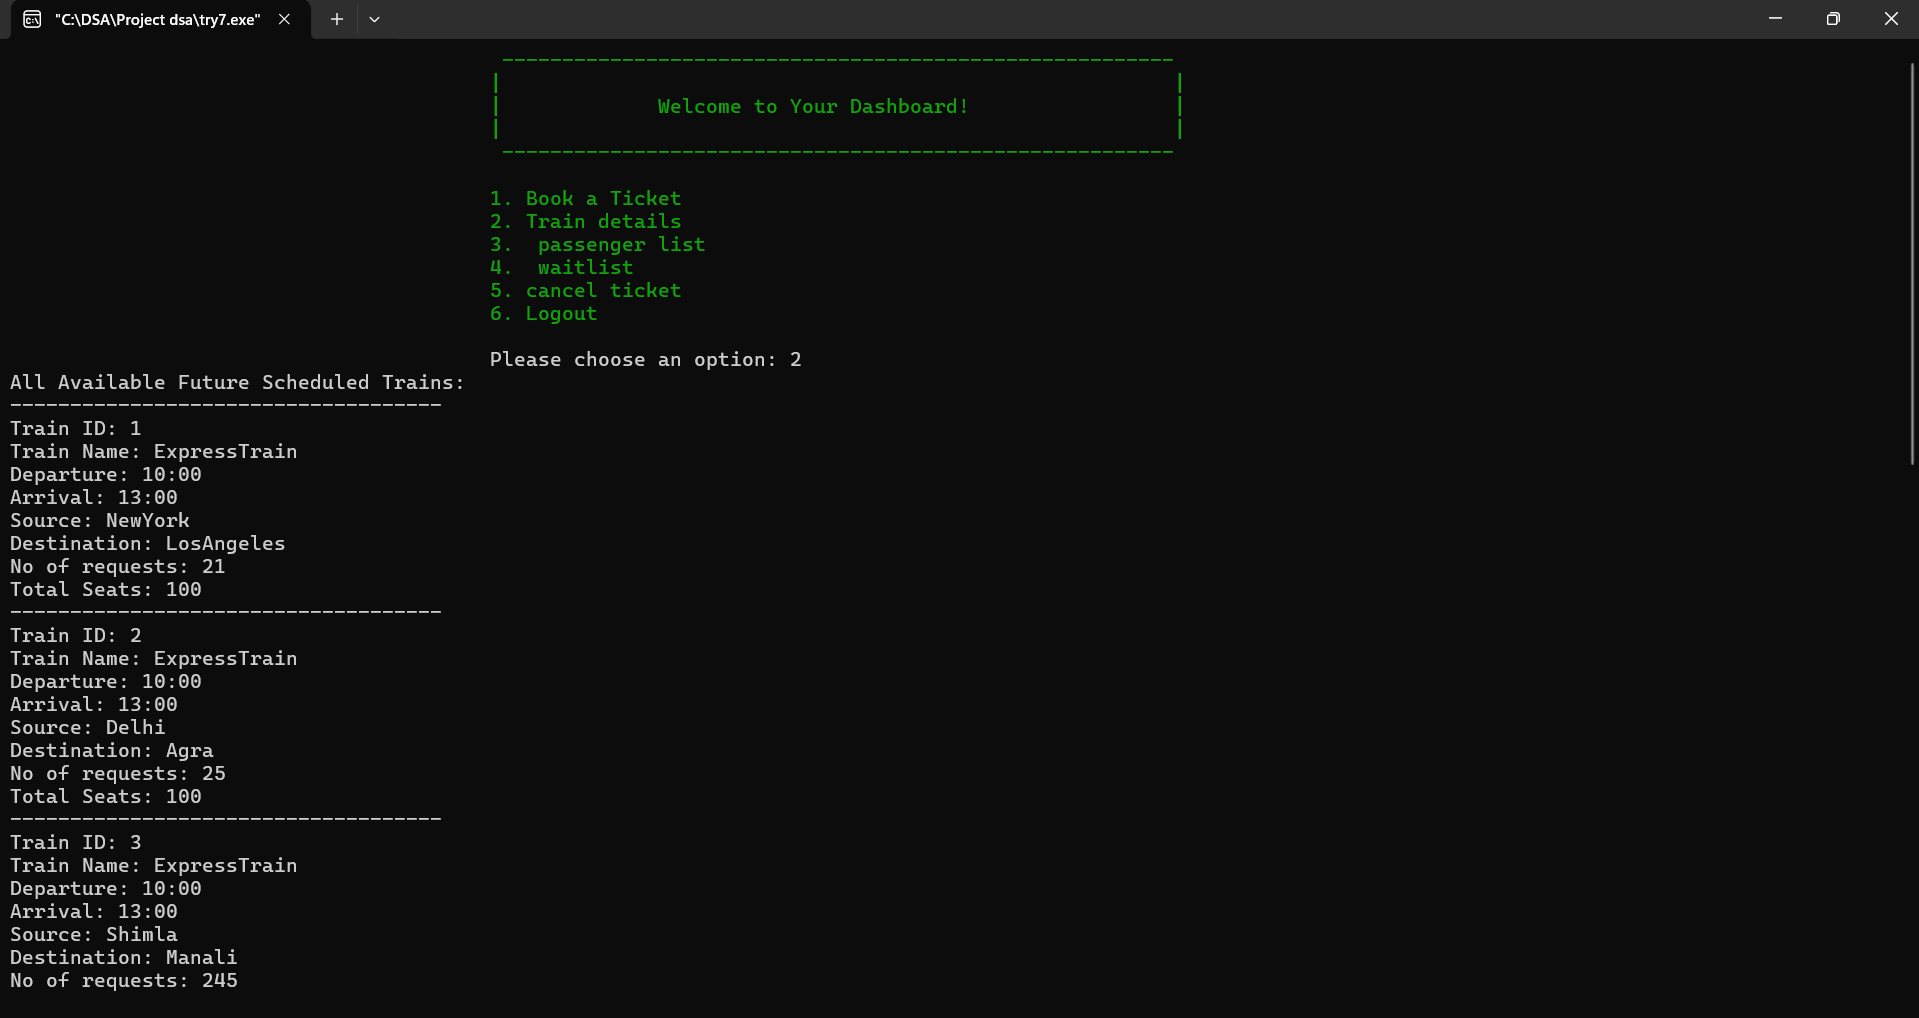 "C:\DSA\Project dsa\try7.exe"
-------------------------------------------------------- 
|                                                        |
|             Welcome to Your Dashboard!                 |
|                                                        |
--------------------------------------------------------
1. Book a Ticket
2. Train details
3.  passenger list
4.  waitlist
5. cancel ticket
6. Logout
Please choose an option: 2
All Available Future Scheduled Trains:
------------------------------------
Train ID: 1
Train Name: ExpressTrain
Departure: 10:00
Arrival: 13:00
Source: NewYork
Destination: LosAngeles
No of requests: 21
Total Seats: 100
------------------------------------
Train ID: 2
Train Name: ExpressTrain
Departure: 10:00
Arrival: 13:00
Source: Delhi
Destination: Agra
No of requests: 25
Total Seats: 100
------------------------------------
Train ID: 3
Train Name: ExpressTrain
Departure: 10:00
Arrival: 13:00
Source: Shimla
Destination: Manali
No of requests: 245